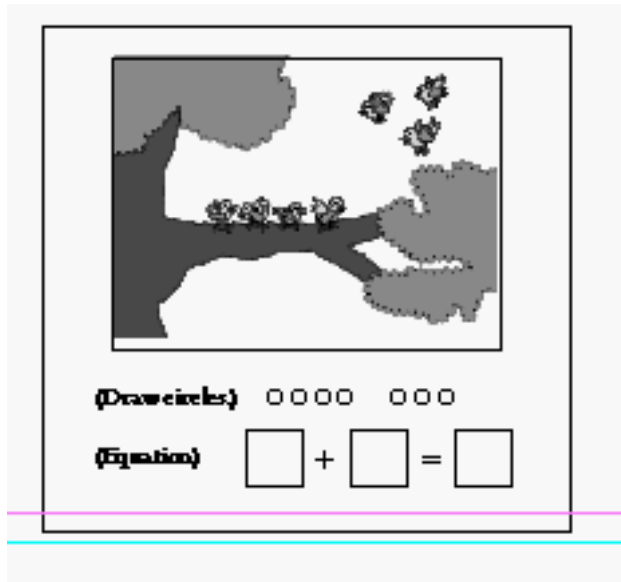 (Draw circles.) ○○○○ ○○○
(Equation) □ + □ = □